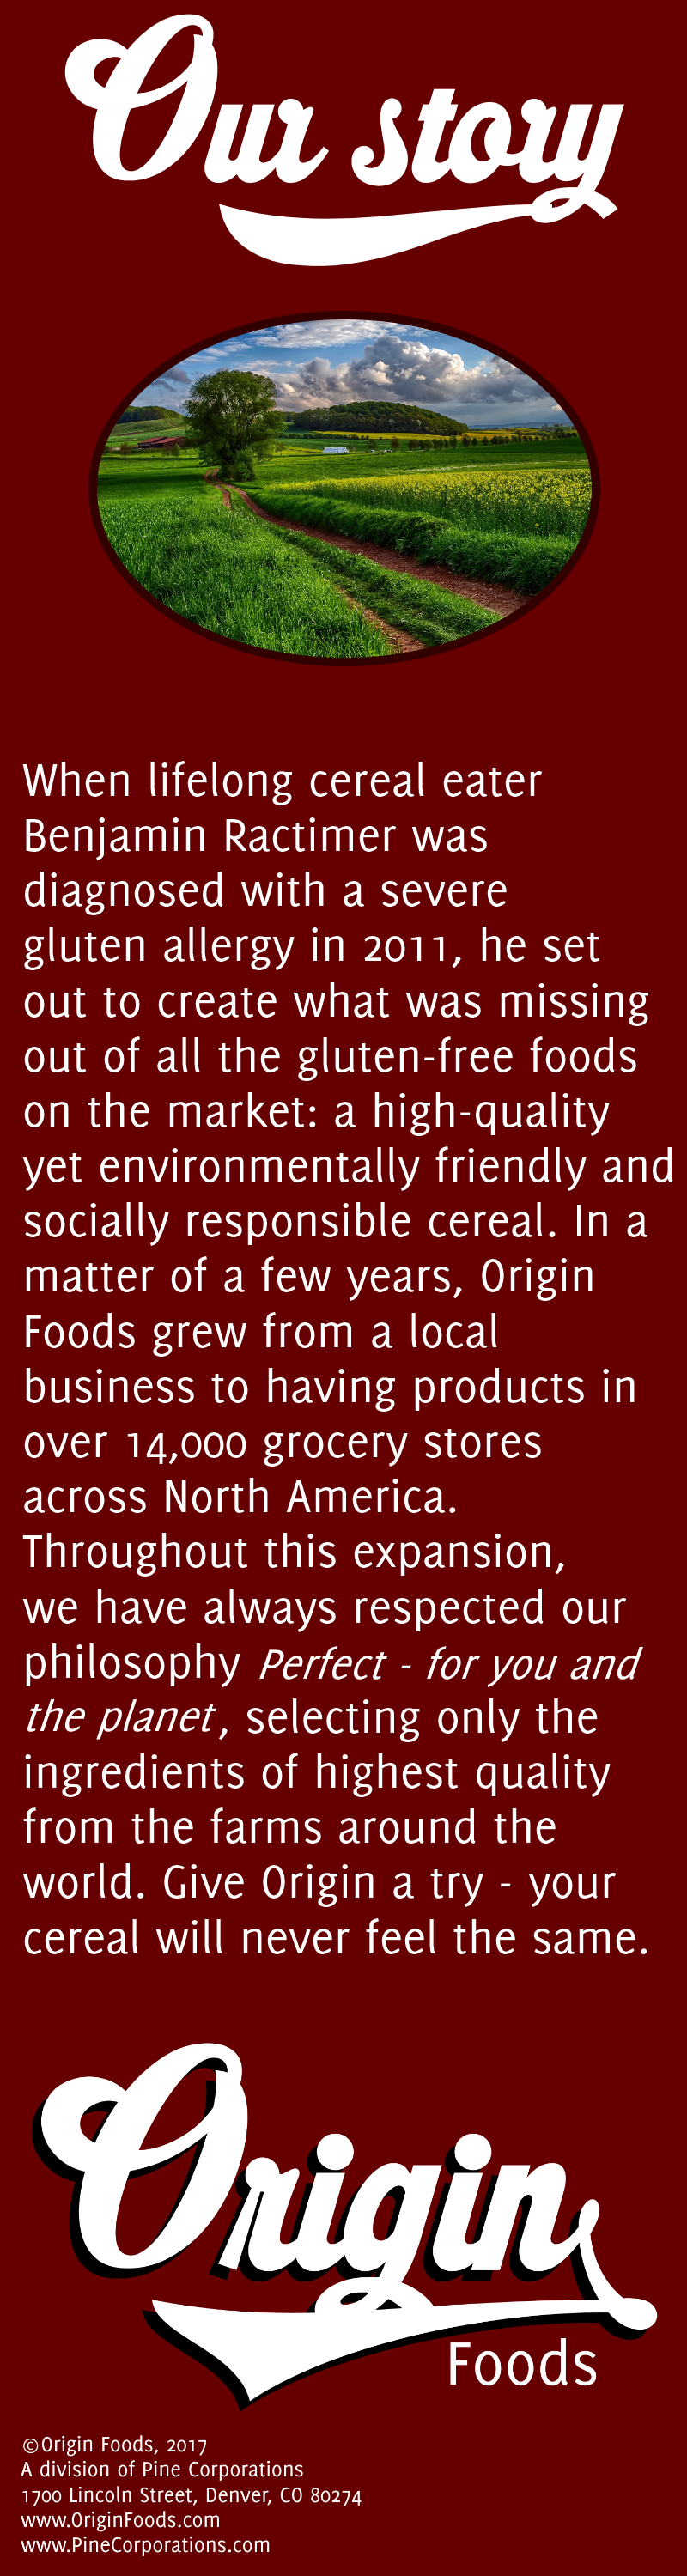 Our story
When lifelong cereal eater
Benjamin Ractimer was
diagnosed with a severe
gluten allergy in 2011, he set
out to create what was missing
out of all the gluten-free foods
on the market: a high-quality
yet environmentally friendly and
socially responsible cereal. In a
matter of a few years, Origin
Foods grew from a local
business to having products in
over 14,000 grocery stores
across North America.
Throughout this expansion,
we have always respected our
philosophy Perfect - for you and
the planet, selecting only the
ingredients of highest quality
from the farms around the
world. Give Origin a try - your
cereal will never feel the same.
Origin
Foods
©Origin Foods, 2017
A division of Pine Corporations
1700 Lincoln Street, Denver, CO 80274
www.OriginFoods.com
www.PineCorporations.com